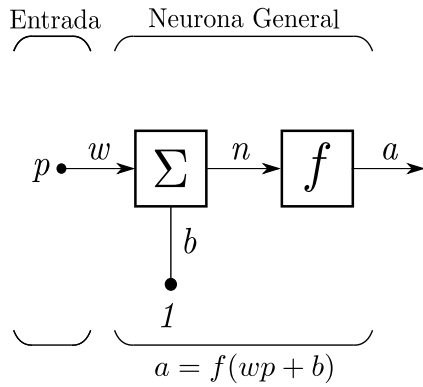 Entrada Neurona General
p w Σ n f a
b
1
a = f(wp + b)